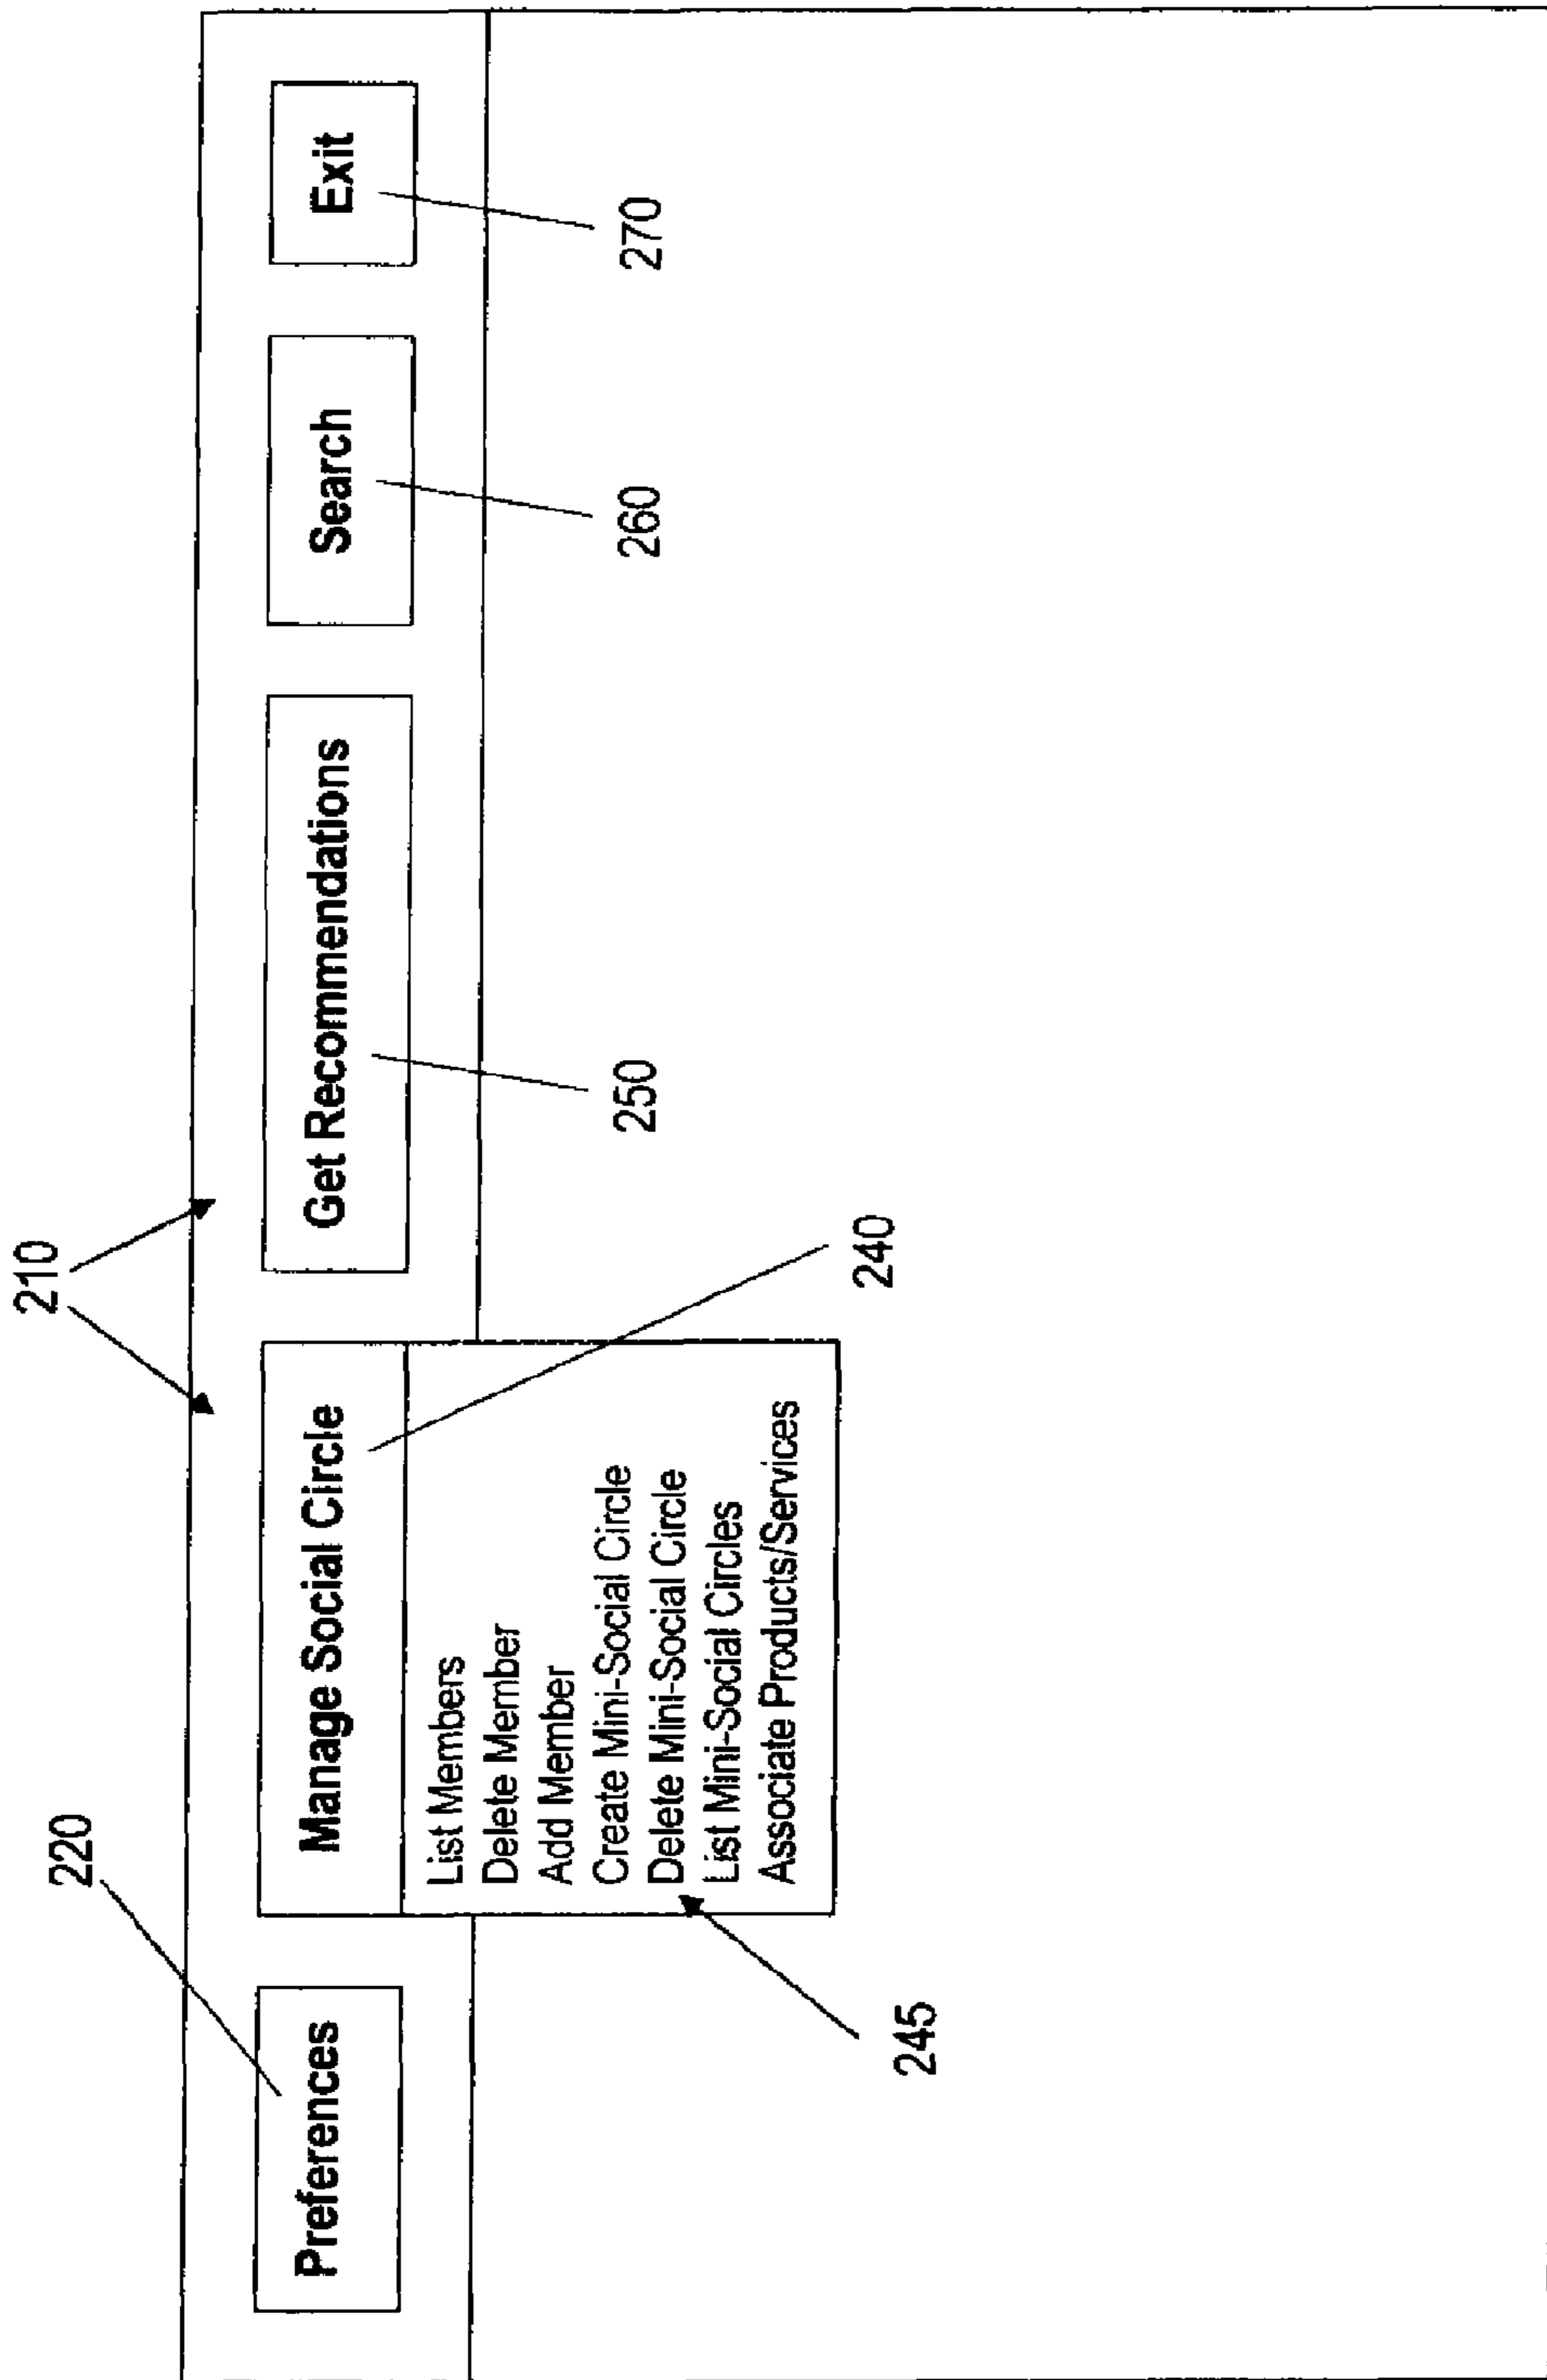 210
220
Preferences
Manage Social Circle
Get Recommendations
Search
Exit
List Members
Delete Member
Add Member
Create Mini-Social Circle
Delete Mini-Social Circle
List Mini-Social Circles
Associate Products/Services
250
260
270
240
245